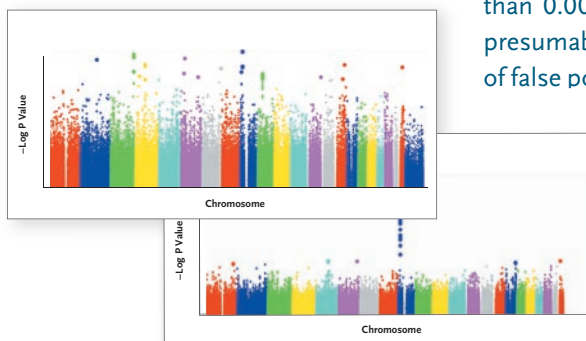 than 0.00
presumab
of false po
–Log P Value
Chromosome
–Log P Value
Chromosome